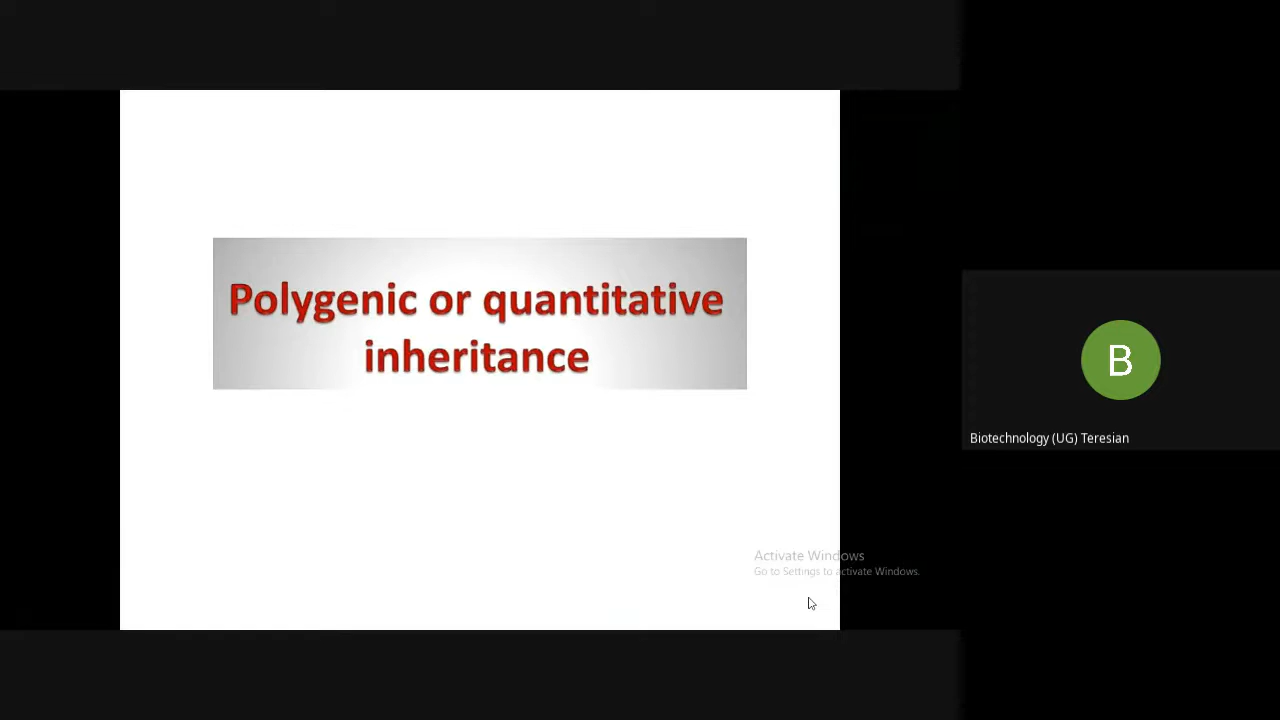 Polygenic or quantitative
inheritance
B
Biotechnology (UG) Teresian
Activate Windows
Go to Settings to activate Windows.